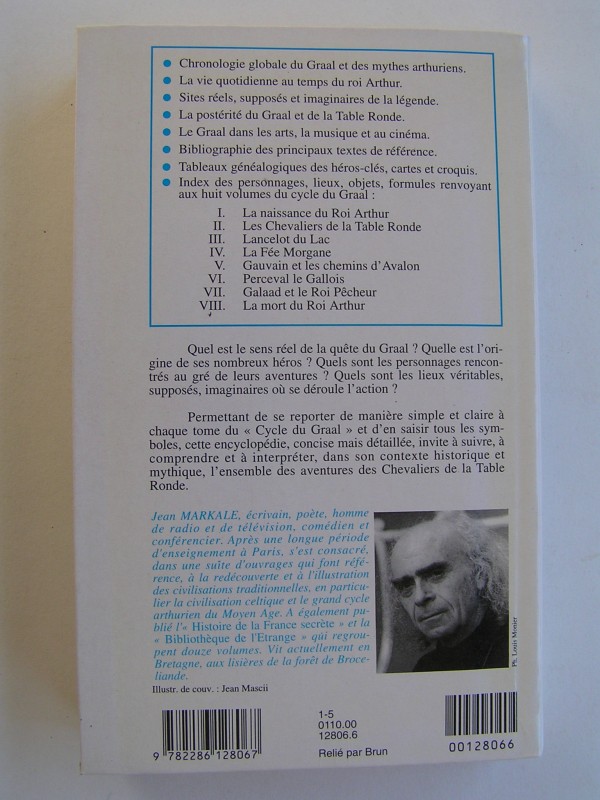 ● Chronologie globale du Graal et des mythes arthuriens.
● La vie quotidienne au temps du roi Arthur.
● Sites réels, supposés et imaginaires de la légende.
● La postérité du Graal et de la Table Ronde.
● Le Graal dans les arts, la musique et au cinéma.
● Bibliographie des principaux textes de référence.
● Tableaux généalogiques des héros-clés, cartes et croquis.
● Index des personnages, lieux, objets, formules renvoyant
aux huit volumes du cycle du Graal :
I. La naissance du Roi Arthur
II. Les Chevaliers de la Table Ronde
III. Lancelot du Lac
IV. La Fée Morgane
V. Gauvain et les chemins d'Avalon
VI. Perceval le Gallois
VII. Galaad et le Roi Pêcheur
VIII. La mort du Roi Arthur
Quel est le sens réel de la quête du Graal ? Quelle est l'ori-
gine de ses nombreux héros ? Quels sont les personnages rencon-
trés au gré de leurs aventures ? Quels sont les lieux véritables,
supposés, imaginaires où se déroule l'action ?
Permettant de se reporter de manière simple et claire à
chaque tome du « Cycle du Graal » et d'en saisir tous les sym-
boles, cette encyclopédie, concise mais détaillée, invite à suivre, à
comprendre et à interpréter, dans son contexte historique et
mythique, l'ensemble des aventures des Chevaliers de la Table
Ronde.
Jean MARKALE, écrivain, poète, homme
de radio et de télévision, comédien et
conférencier. Après une longue période
d'enseignement à Paris, s'est consacré,
dans une suite d'ouvrages qui font réfé-
rence, à la redécouverte et à l'illustration
des civilisations traditionnelles, en particu-
lier la civilisation celtique et le grand cycle
arthurien du Moyen Age. A également pu-
blié l'« Histoire de la France secrète » et la
« Bibliothèque de l'Etrange » qui regrou-
pent douze volumes. Vit actuellement en
Bretagne, aux lisières de la forêt de Broce-
liande.
Ph. Louis Monier
Illustr. de couv. : Jean Mascii
9 782286 128067
1-5
0110.00
12806.6
Relié par Brun
00128066